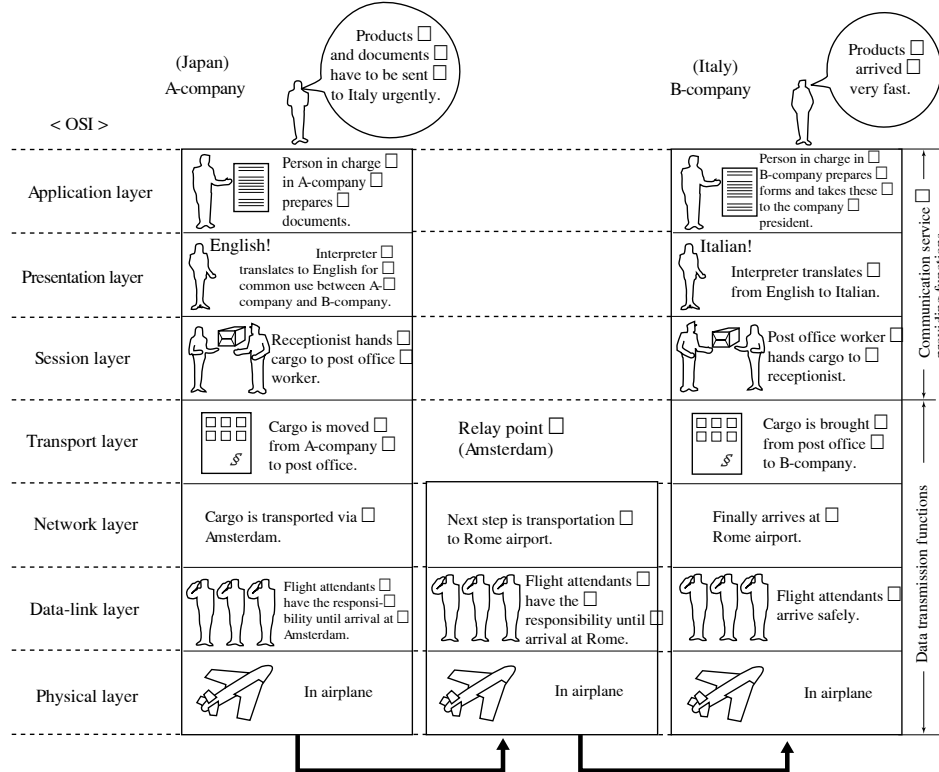 Products □
and documents □
have to be sent □
to Italy urgently.
(Japan)
A-company
Products □
arrived □
very fast.
(Italy)
B-company
< OSI >
Application layer
Person in charge □
in A-company □
prepares □
documents.
Person in charge in □
B-company prepares □
forms and takes these □
to the company □
president.
Presentation layer
English!
Interpreter □
translates to English for □
common use between A-□
company and B-company.
Italian!
Interpreter translates □
from English to Italian.
Session layer
Receptionist hands □
cargo to post office □
worker.
Post office worker □
hands cargo to □
receptionist.
Communication service □
Transport layer
Cargo is moved □
from A-company □
to post office.
Relay point □
(Amsterdam)
Cargo is brought □
from post office □
to B-company.
Network layer
Cargo is transported via □
Amsterdam.
Next step is transportation □
to Rome airport.
Finally arrives at □
Rome airport.
Data-link layer
Flight attendants □
have the responsi-□
bility until arrival at □
Amsterdam.
Flight attendants □
have the □
responsibility until □
arrival at Rome.
Flight attendants □
arrive safely.
Physical layer
In airplane
In airplane
In airplane
Data transmission functions